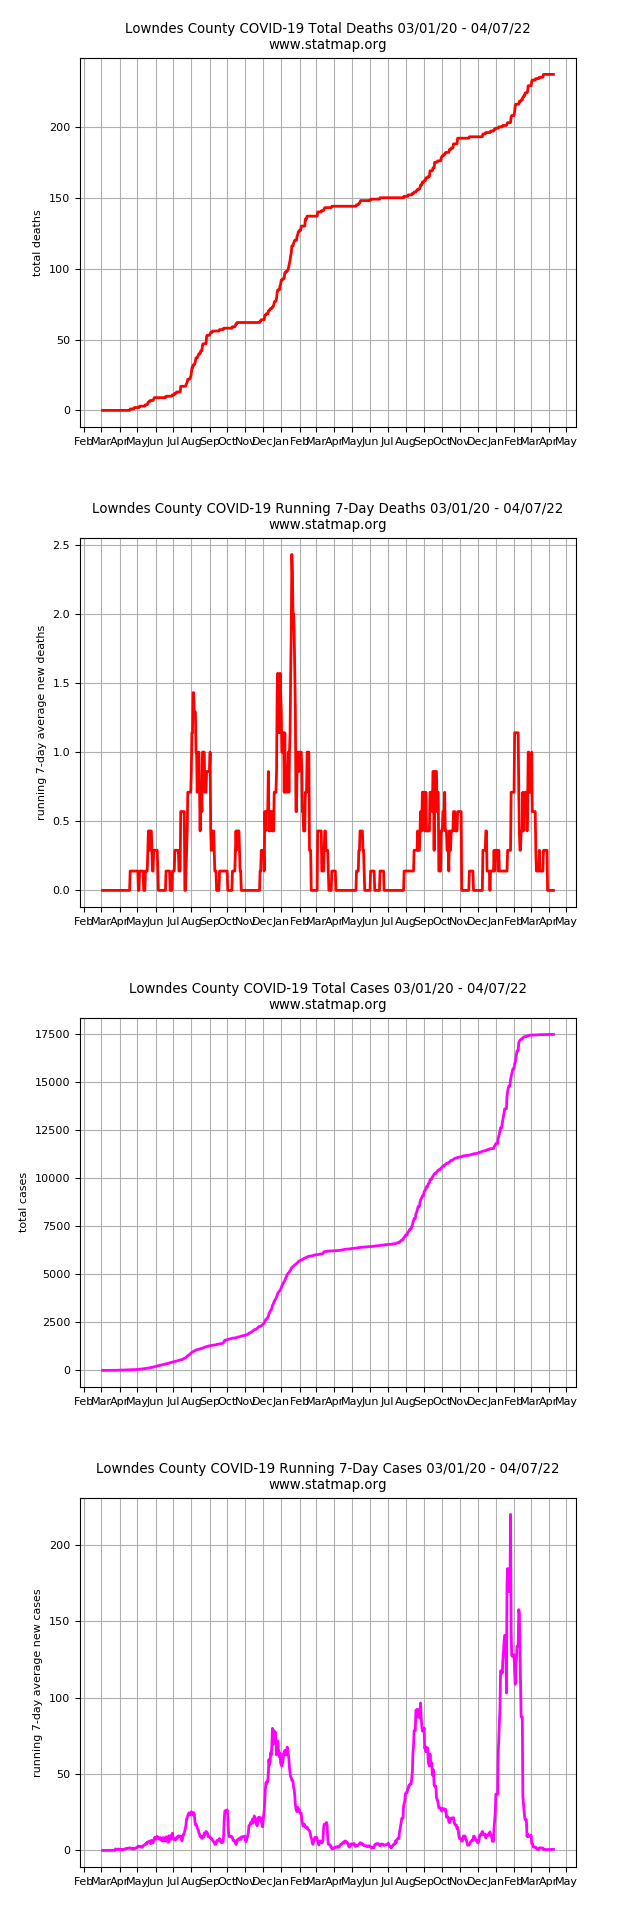 Lowndes County COVID-19 Total Deaths 03/01/20 - 04/07/22
www.statmap.org
200
150
100
50
0
total deaths
Feb Mar Apr May Jun Jul Aug Sep Oct Nov Dec Jan Feb Mar Apr May Jun Jul Aug Sep Oct Nov Dec Jan Feb Mar Apr May
Lowndes County COVID-19 Running 7-Day Deaths 03/01/20 - 04/07/22
www.statmap.org
2.5
2.0
1.5
1.0
0.5
0.0
running 7-day average new deaths
Feb Mar Apr May Jun Jul Aug Sep Oct Nov Dec Jan Feb Mar Apr May Jun Jul Aug Sep Oct Nov Dec Jan Feb Mar Apr May
Lowndes County COVID-19 Total Cases 03/01/20 - 04/07/22
www.statmap.org
17500
15000
12500
10000
7500
5000
2500
0
total cases
Feb Mar Apr May Jun Jul Aug Sep Oct Nov Dec Jan Feb Mar Apr May Jun Jul Aug Sep Oct Nov Dec Jan Feb Mar Apr May
Lowndes County COVID-19 Running 7-Day Cases 03/01/20 - 04/07/22
www.statmap.org
200
150
100
50
0
running 7-day average new cases
Feb Mar Apr May Jun Jul Aug Sep Oct Nov Dec Jan Feb Mar Apr May Jun Jul Aug Sep Oct Nov Dec Jan Feb Mar Apr May